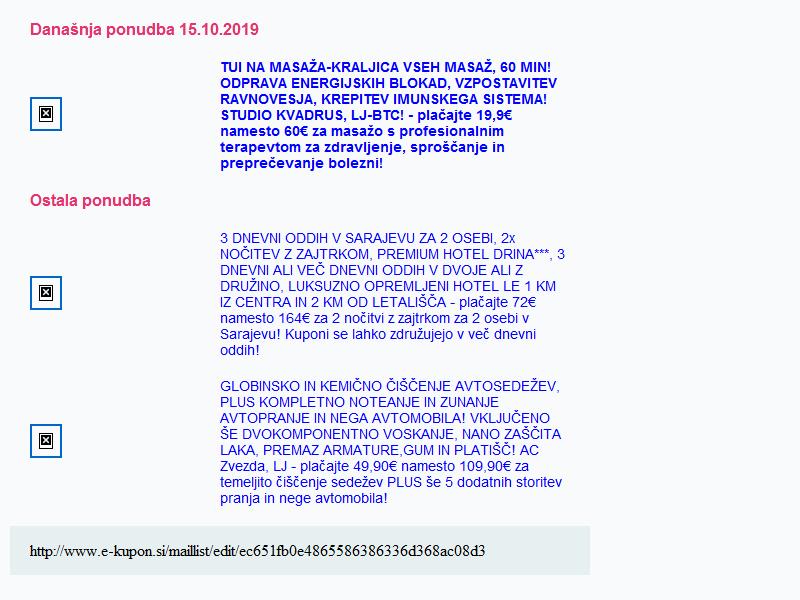 Današnja ponudba 15.10.2019
TUI NA MASAŽA-KRALJICA VSEH MASAŽ, 60 MIN!
ODPRAVA ENERGIJSKIH BLOKAD, VZPOSTAVITEV
RAVNOVESJA, KREPITEV IMUNSKEGA SISTEMA!
STUDIO KVADRUS, LJ-BTC! - plačajte 19,9€
namesto 60€ za masažo s profesionalnim
terapevtom za zdravljenje, sproščanje in
preprečevanje bolezni!
Ostala ponudba
3 DNEVNI ODDIH V SARAJEVU ZA 2 OSEBI, 2x
NOČITEV Z ZAJTRKOM, PREMIUM HOTEL DRINA***, 3
DNEVNI ALI VEČ DNEVNI ODDIH V DVOJE ALI Z
DRUŽINO, LUKSUZNO OPREMLJENI HOTEL LE 1 KM
IZ CENTRA IN 2 KM OD LETALIŠČA - plačajte 72€
namesto 164€ za 2 nočitvi z zajtrkom za 2 osebi v
Sarajevu! Kuponi se lahko združujejo v več dnevni
oddih!
GLOBINSKO IN KEMIČNO ČIŠČENJE AVTOSEDEŽEV,
PLUS KOMPLETNO NOTEANJE IN ZUNANJE
AVTOPRANJE IN NEGA AVTOMOBILA! VKLJUČENO
ŠE DVOKOMPONENTNO VOSKANJE, NANO ZAŠČITA
LAKA, PREMAZ ARMATURE,GUM IN PLATIŠČ! AC
Zvezda, LJ - plačajte 49,90€ namesto 109,90€ za
temeljito čiščenje sedežev PLUS še 5 dodatnih storitev
pranja in nege avtomobila!
http://www.e-kupon.si/maillist/edit/ec651fb0e4865586386336d368ac08d3